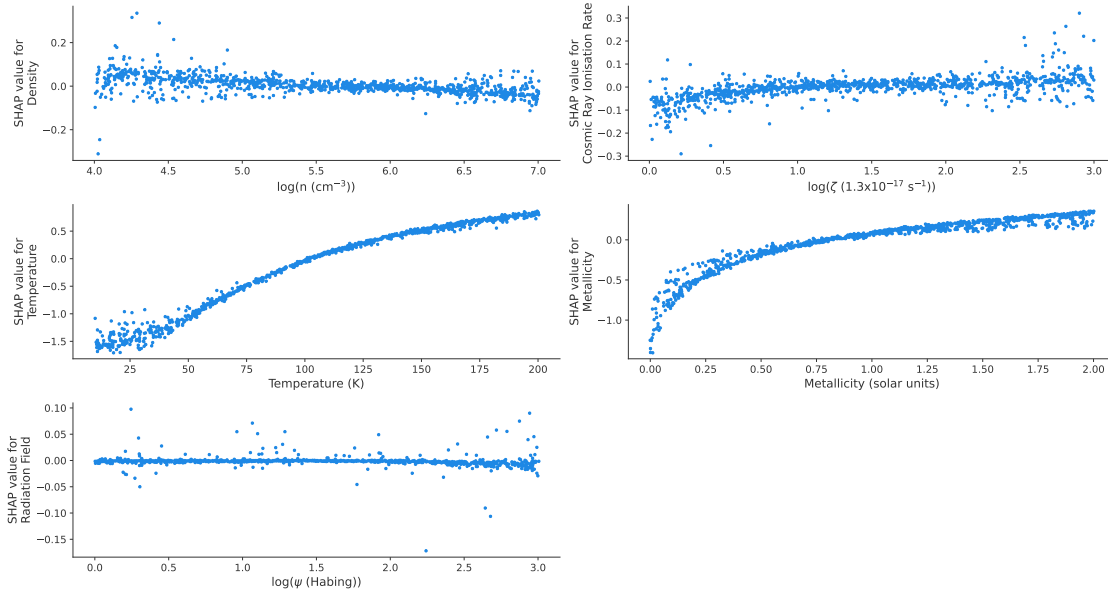 SHAP value for
Density
0.2
0.0
−0.2
4.0 4.5 5.0 5.5 6.0 6.5 7.0
log(n (cm⁻³))
SHAP value for
Cosmic Ray Ionisation Rate
0.3
0.2
0.1
0.0
−0.1
−0.2
−0.3
0.0 0.5 1.0 1.5 2.0 2.5 3.0
log(ζ (1.3x10⁻¹⁷ s⁻¹))
SHAP value for
Temperature
0.5
0.0
−0.5
−1.0
−1.5
25 50 75 100 125 150 175 200
Temperature (K)
SHAP value for
Metallicity
0.0
−0.5
−1.0
0.00 0.25 0.50 0.75 1.00 1.25 1.50 1.75 2.00
Metallicity (solar units)
SHAP value for
Radiation Field
0.10
0.05
0.00
−0.05
−0.10
−0.15
0.0 0.5 1.0 1.5 2.0 2.5 3.0
log(ψ (Habing))